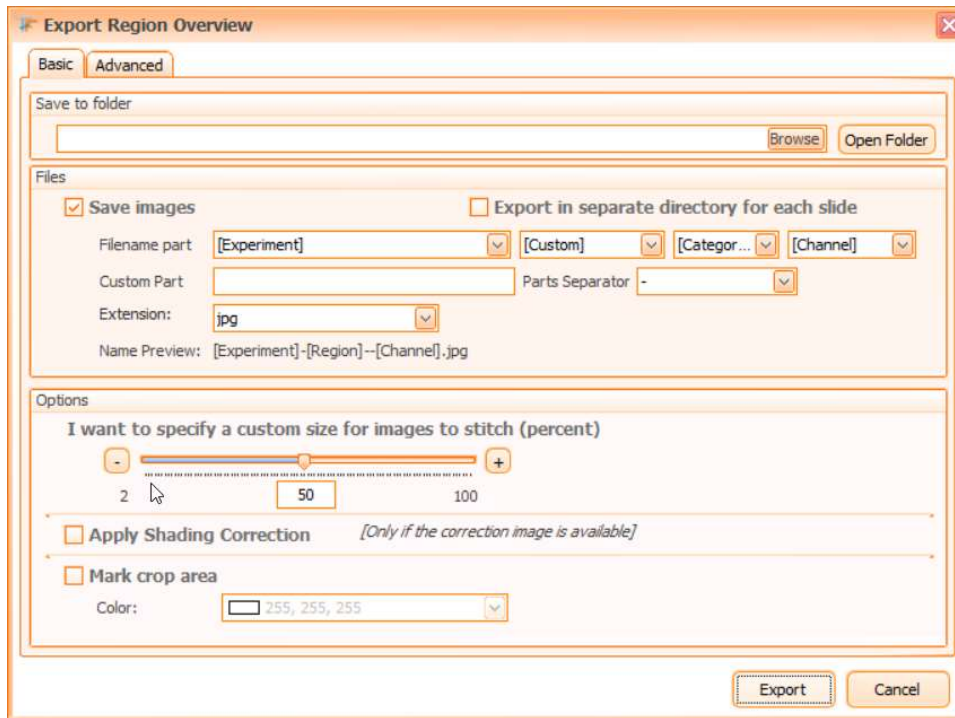 Export Region Overview
Basic Advanced
Save to folder
Browse Open Folder
Files
Save images Export in separate directory for each slide
Filename part [Experiment] [Custom] [Categor... [Channel]
Custom Part Parts Separator -
Extension: jpg
Name Preview: [Experiment]-[Region]--[Channel].jpg
Options
I want to specify a custom size for images to stitch (percent)
- +
2 50 100
Apply Shading Correction [Only if the correction image is available]
Mark crop area
Color: 255, 255, 255
Export Cancel